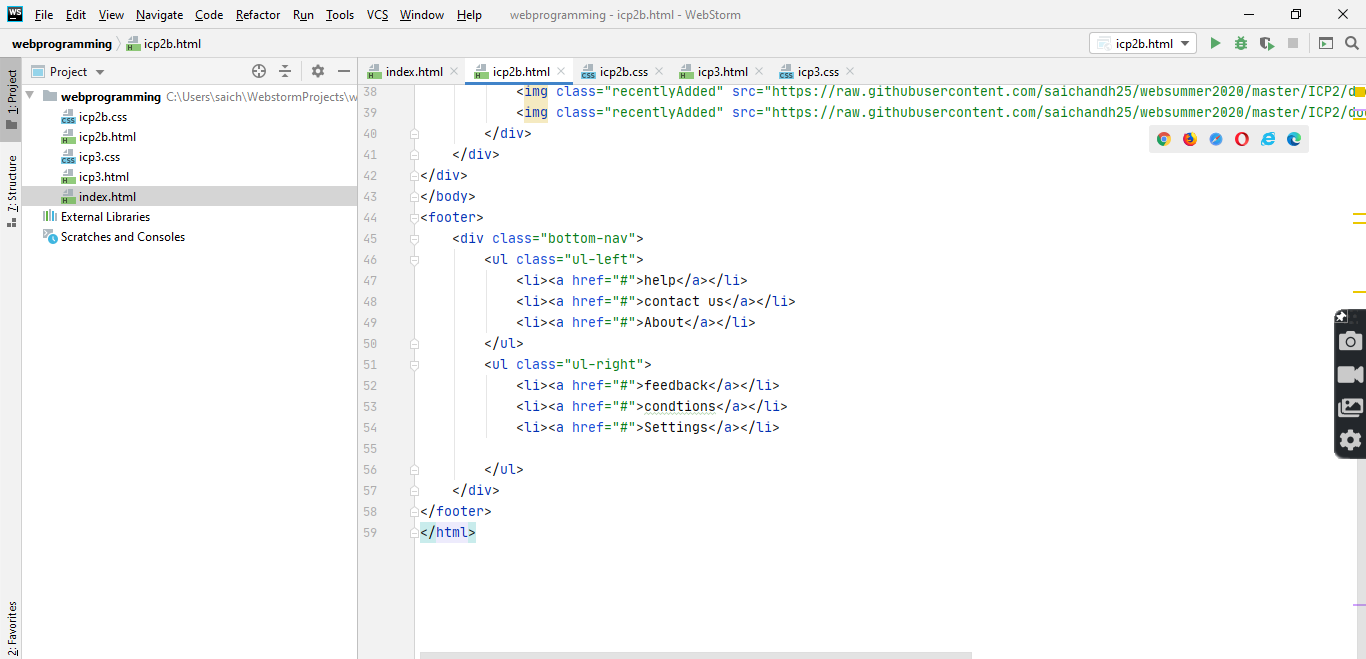 WS File Edit View Navigate Code Refactor Run Tools VCS Window Help webprogramming - icp2b.html - WebStorm
webprogramming icp2b.html icp2b.html
1: Project
Project
index.html icp2b.html icp2b.css icp3.html icp3.css
webprogramming C:\Users\saich\WebstormProjects\w
icp2b.css
icp2b.html
icp3.css
icp3.html
index.html
External Libraries
Scratches and Consoles
7: Structure
2: Favorites
38 <img class="recentlyAdded" src="https://raw.githubusercontent.com/saichandh25/websummer2020/master/ICP2/dow
39 <img class="recentlyAdded" src="https://raw.githubusercontent.com/saichandh25/websummer2020/master/ICP2/dow
40 </div>
41 </div>
42 </div>
43 </body>
44 <footer>
45 <div class="bottom-nav">
46 <ul class="ul-left">
47 <li><a href="#">help</a></li>
48 <li><a href="#">contact us</a></li>
49 <li><a href="#">About</a></li>
50 </ul>
51 <ul class="ul-right">
52 <li><a href="#">feedback</a></li>
53 <li><a href="#">condtions</a></li>
54 <li><a href="#">Settings</a></li>
55
56 </ul>
57 </div>
58 </footer>
59 </html>